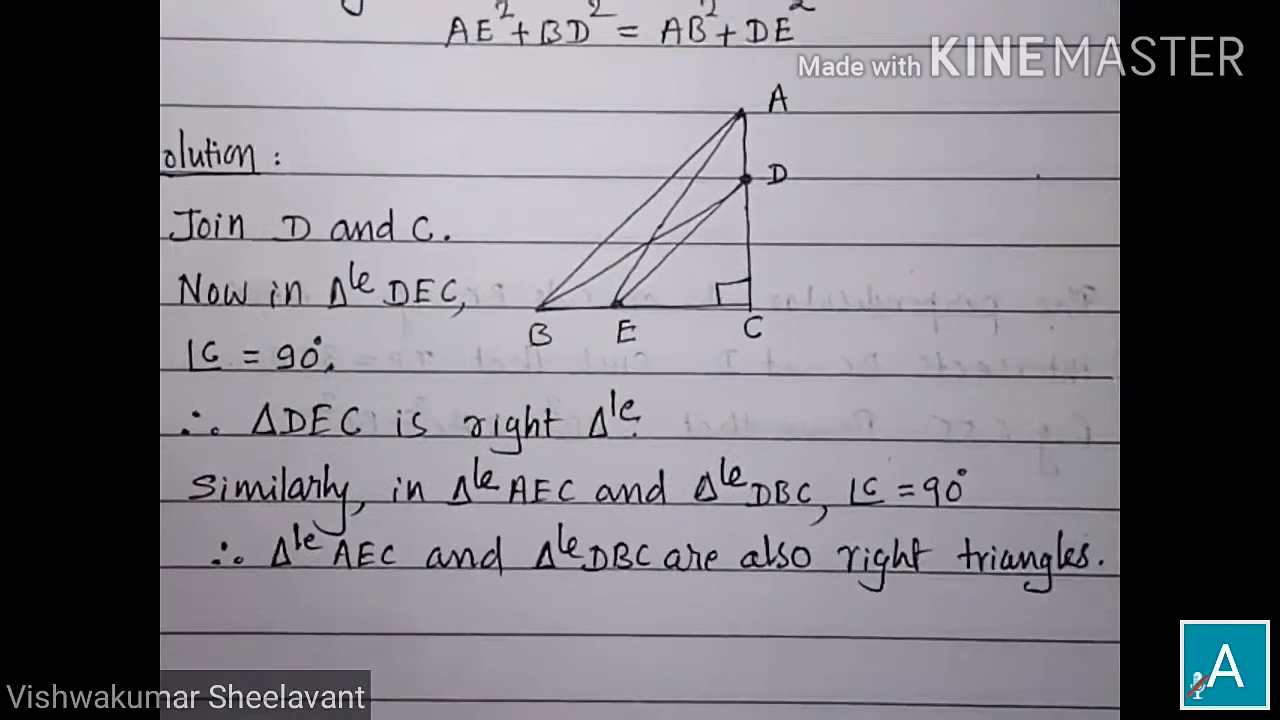 AE²+BD² = AB²+DE²
Made with KINEMASTER
olution :
A
D
Join D and C.
Now in Δle DEC,
B E C
∟C = 90°.
∴ ΔDEC is right Δle.
Similarly, in Δle AEC and Δle DBC, ∟C = 90°
∴ Δle AEC and Δle DBC are also right triangles.
A
Vishwakumar Sheelavant